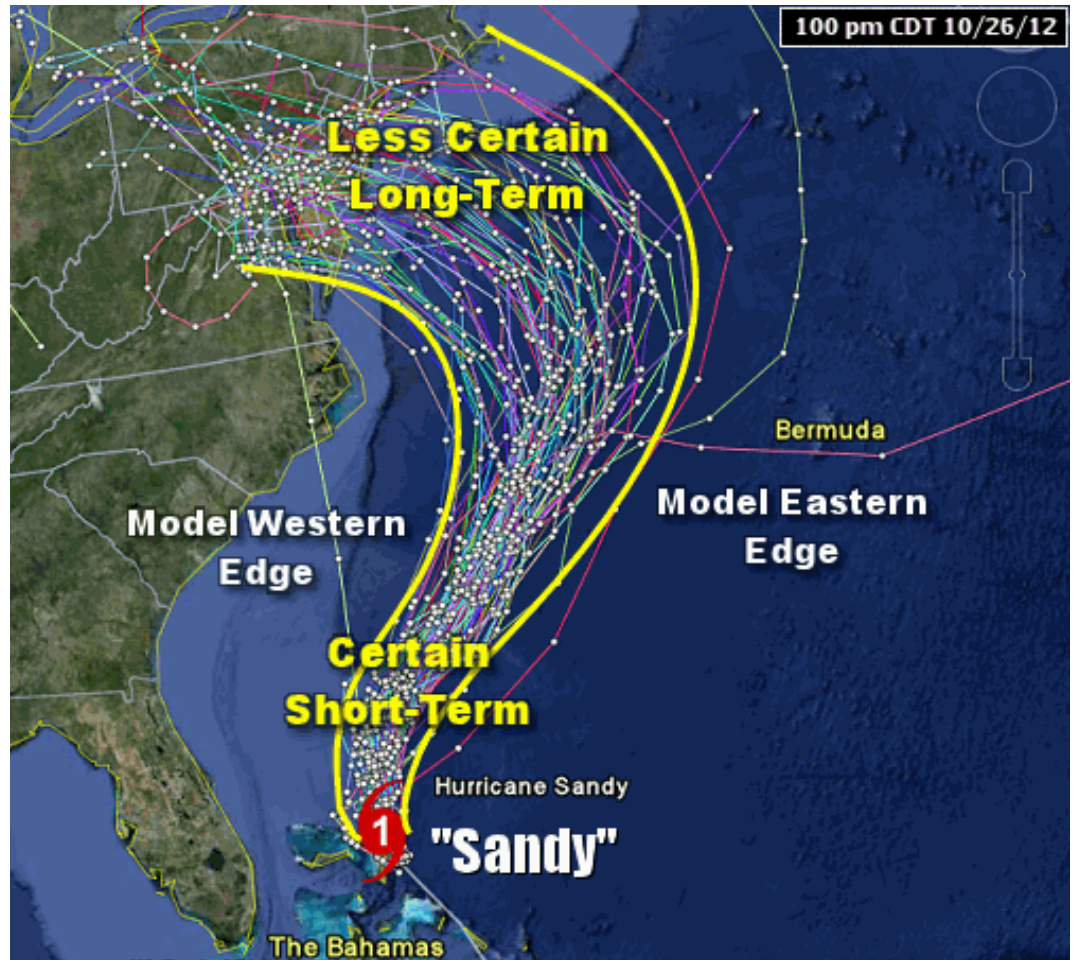 100 pm CDT 10/26/12
Less Certain
Long-Term
Bermuda
Model Western
Edge
Model Eastern
Edge
Certain
Short-Term
Hurricane Sandy
1
"Sandy"
The Bahamas